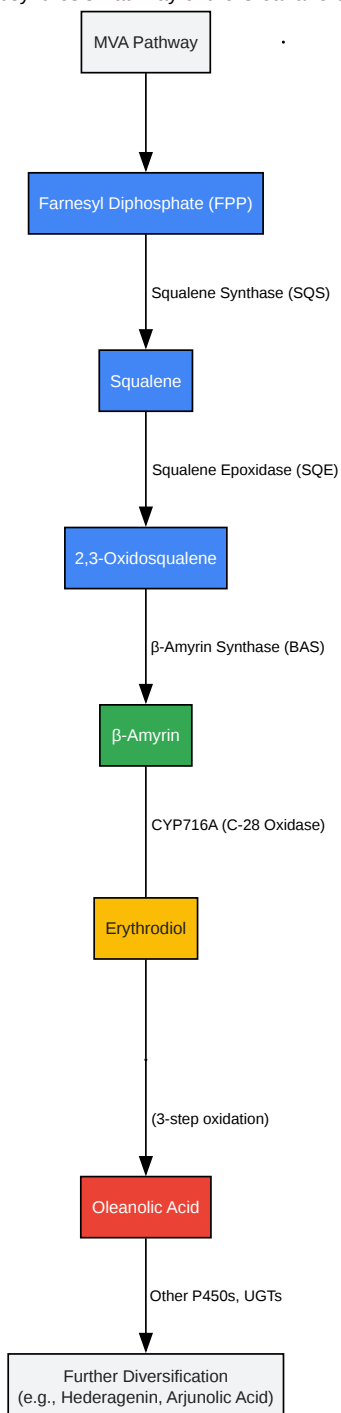 MVA Pathway
Farnesyl Diphosphate (FPP)
Squalene Synthase (SQS)
Squalene
Squalene Epoxidase (SQE)
2,3-Oxidosqualene
β-Amyrin Synthase (BAS)
β-Amyrin
CYP716A (C-28 Oxidase)
Erythrodiol
(3-step oxidation)
Oleanolic Acid
Other P450s, UGTs
Further Diversification
(e.g., Hederagenin, Arjunolic Acid)